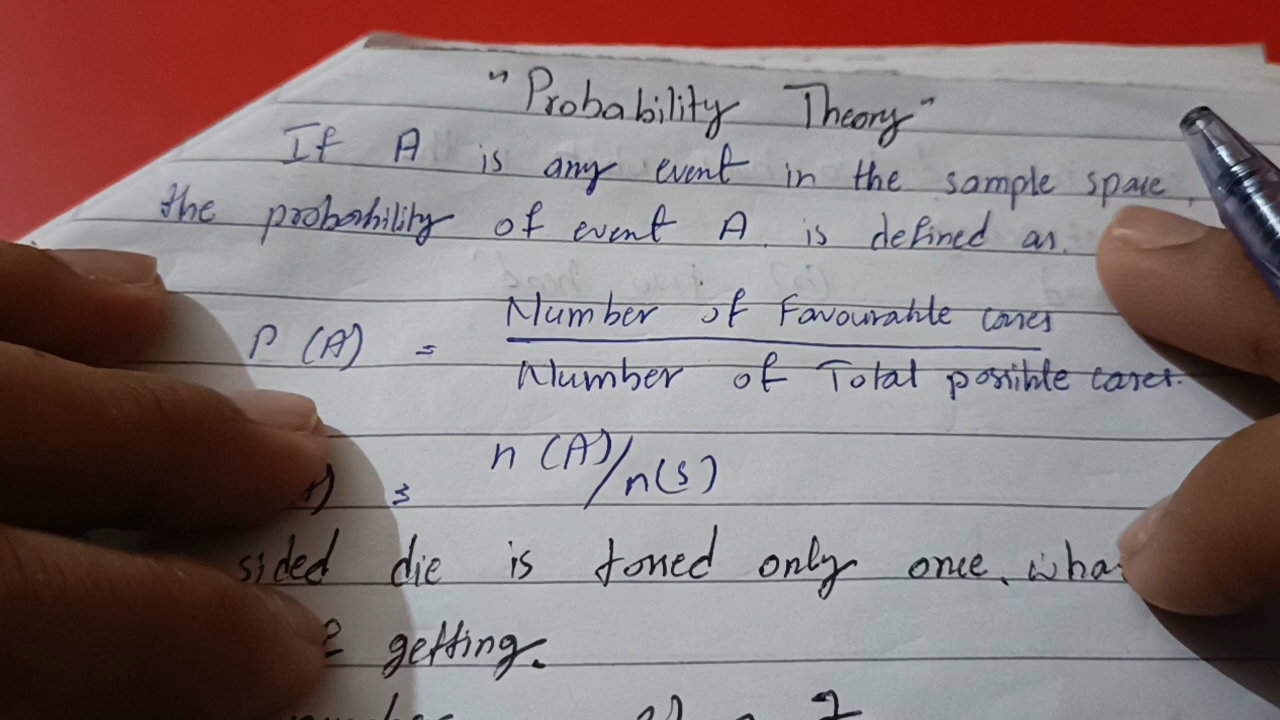 "Probability Theory"
If A is any event in the sample space,
the probability of event A. is defined as.
P (A) = Number of Favourable cases
Number of Total possible cases.
) = n (A)/n(s)
sided die is tossed only once. wha
getting.